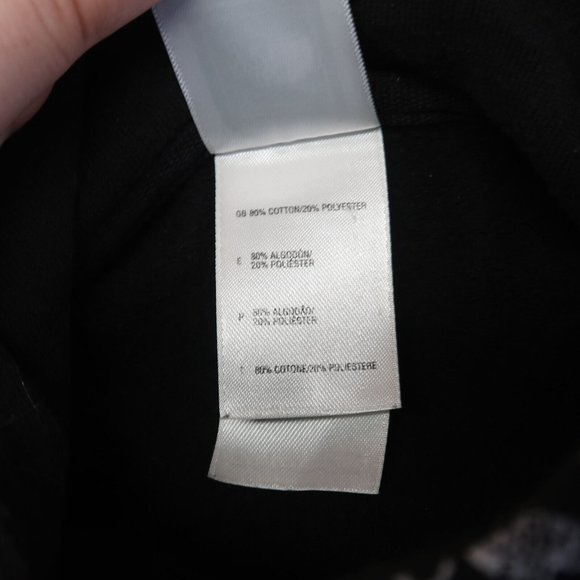 GB 80% COTTON/20% POLYESTER
E 80% ALGODÓN/
20% POLIÉSTER
P 80% ALGODÃO/
20% POLIÉSTER
I 80% COTONE/20% POLIESTERE